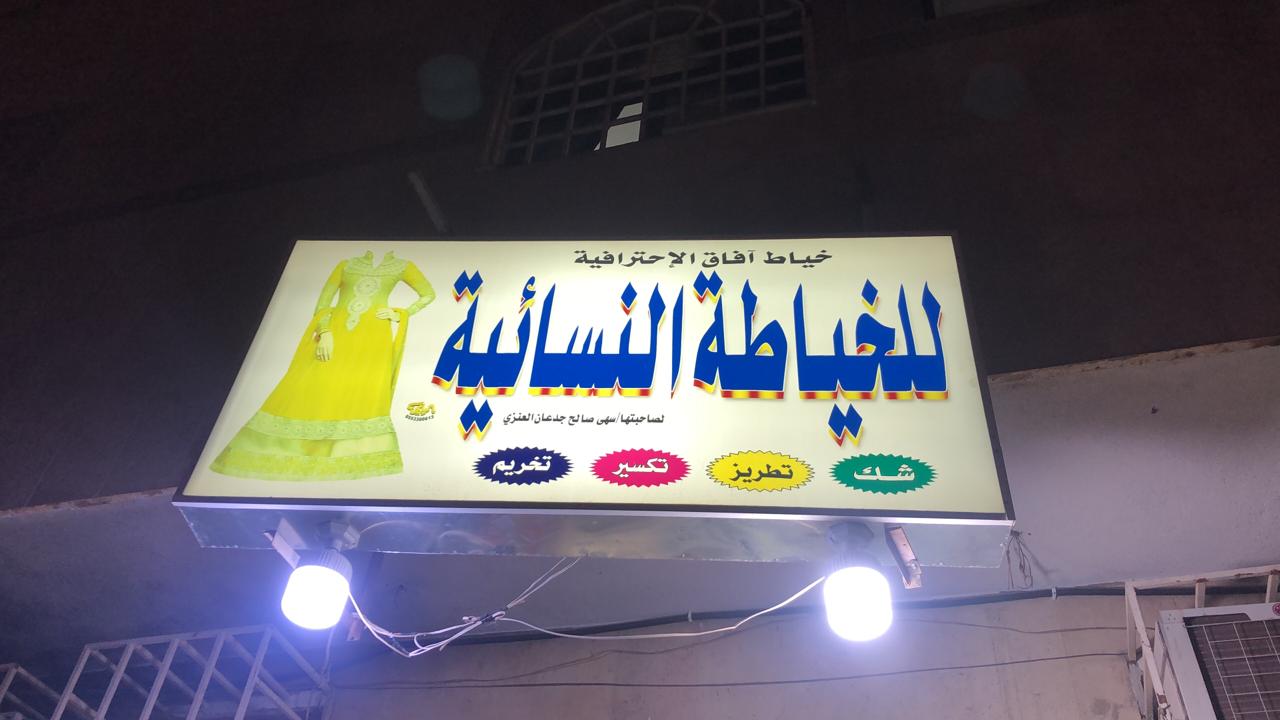 خياط آفاق الإحترافية
للخياطة النسائية
لصاحبتها/سهى صالح جدعان العنزي
شك تطريز تكسير تخريم